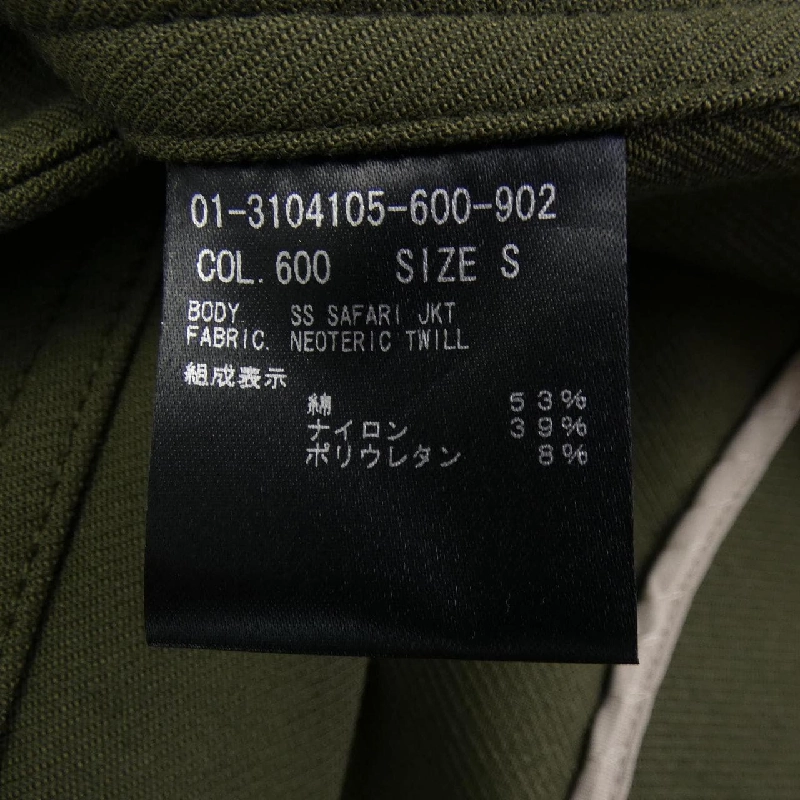 01-3104105-600-902
COL. 600 SIZE S
BODY. SS SAFARI JKT
FABRIC. NEOTERIC TWILL
組成表示
綿 53%
ナイロン 39%
ポリウレタン 8%